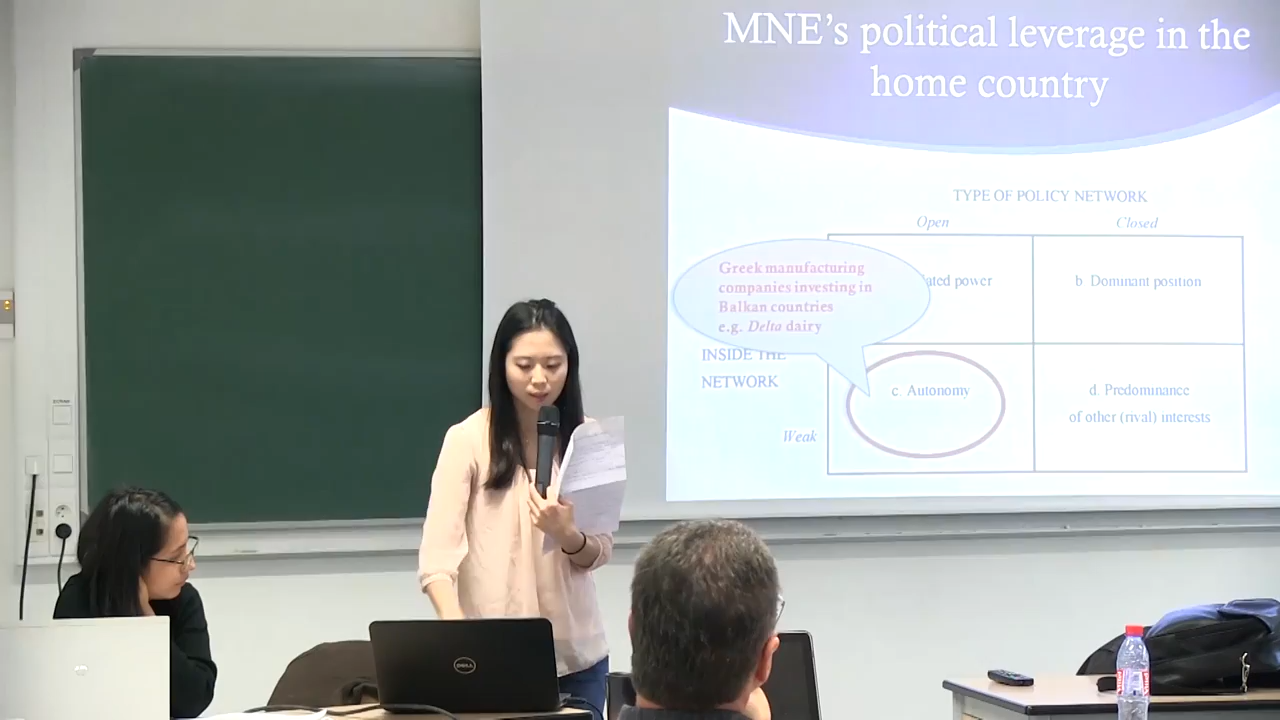 MNE's political leverage in the
home country
TYPE OF POLICY NETWORK
Open
Closed
Greek manufacturing
companies investing in
Balkan countries
e.g. Delta dairy
power
b. Dominant position
INSIDE THE
NETWORK
c. Autonomy
d. Predominance
of other (rival) interests
Weak
DELL